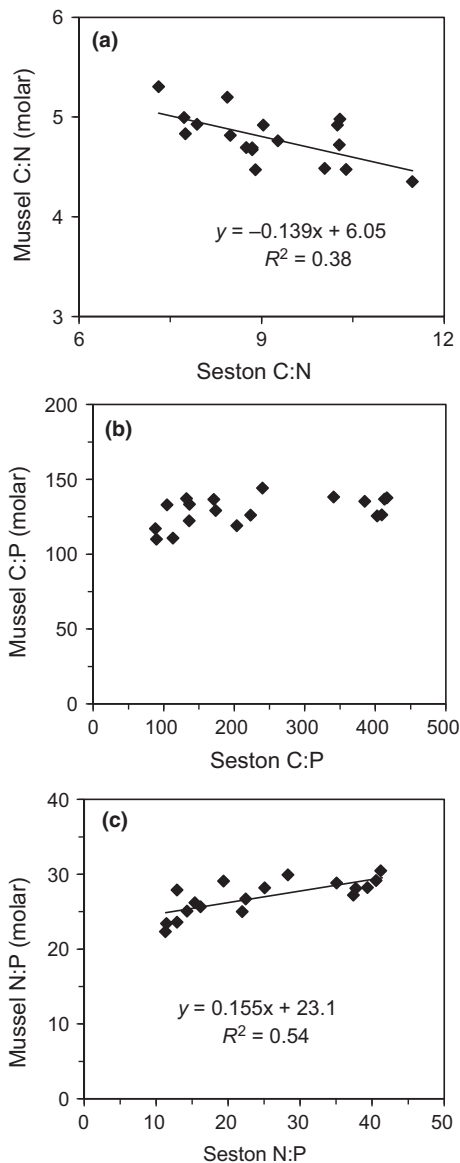 (a)
Mussel C:N (molar)
6
5
4
3
y = –0.139x + 6.05
R² = 0.38
6 9 12
Seston C:N
(b)
Mussel C:P (molar)
200
150
100
50
0
0 100 200 300 400 500
Seston C:P
(c)
Mussel N:P (molar)
40
30
20
10
0
y = 0.155x + 23.1
R² = 0.54
0 10 20 30 40 50
Seston N:P